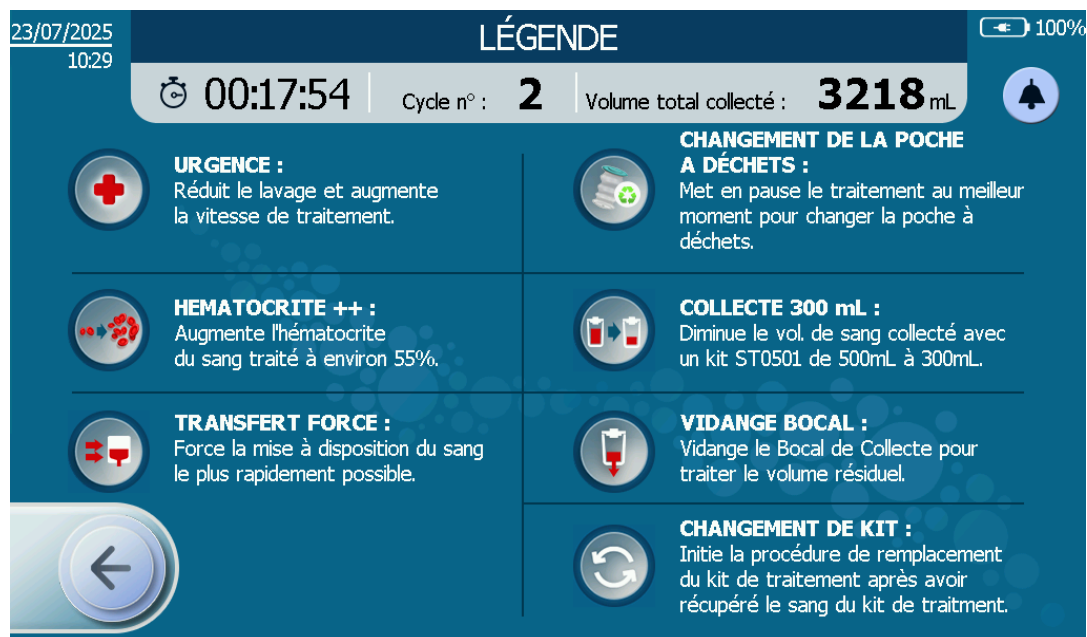 23/07/2025
10:29
LÉGENDE
100%
00:17:54
Cycle n° : 2
Volume total collecté : 3218 mL
URGENCE :
Réduit le lavage et augmente
la vitesse de traitement.
CHANGEMENT DE LA POCHE
A DÉCHETS :
Met en pause le traitement au meilleur
moment pour changer la poche à
déchets.
HEMATOCRITE ++ :
Augmente l'hématocrite
du sang traité à environ 55%.
COLLECTE 300 mL :
Diminue le vol. de sang collecté avec
un kit ST0501 de 500mL à 300mL.
TRANSFERT FORCE :
Force la mise à disposition du sang
le plus rapidement possible.
VIDANGE BOCAL :
Vidange le Bocal de Collecte pour
traiter le volume résiduel.
CHANGEMENT DE KIT :
Initie la procédure de remplacement
du kit de traitement après avoir
récupéré le sang du kit de traitment.